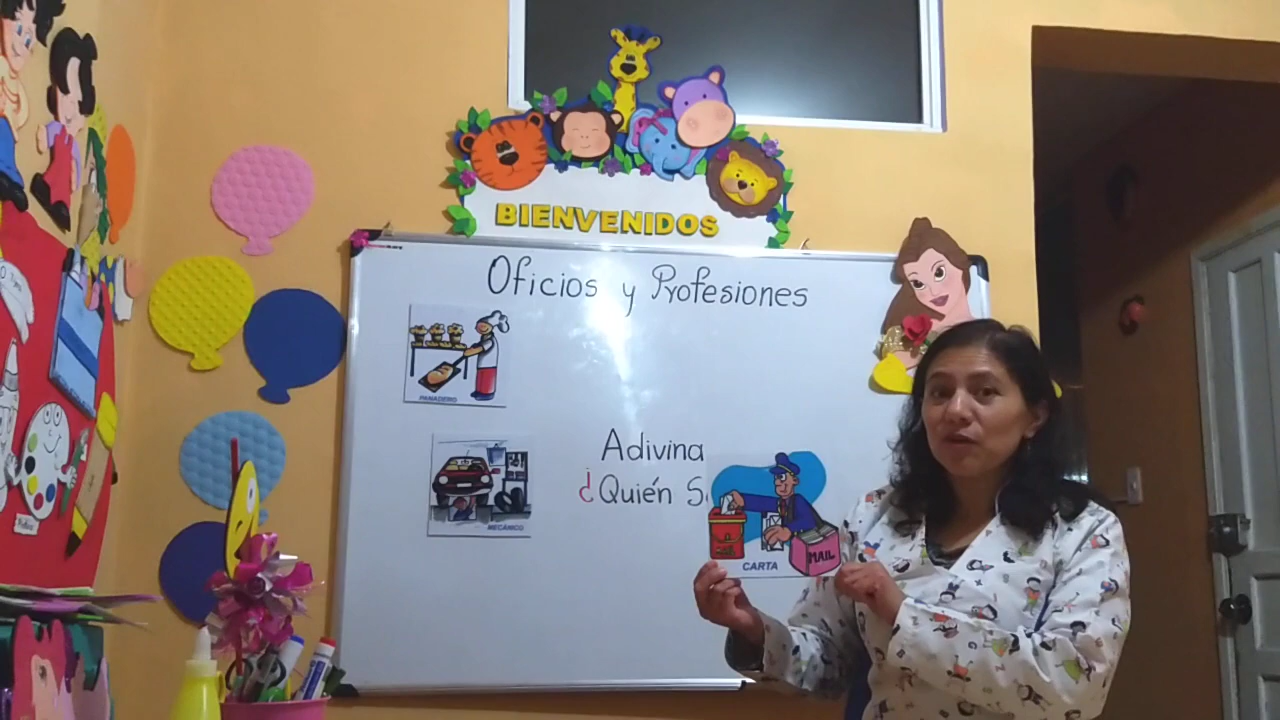 BIENVENIDOS
Oficios y Profesiones
PANADERO
MECÁNICO
Adivina
¿Quién S
CARTA
MAIL